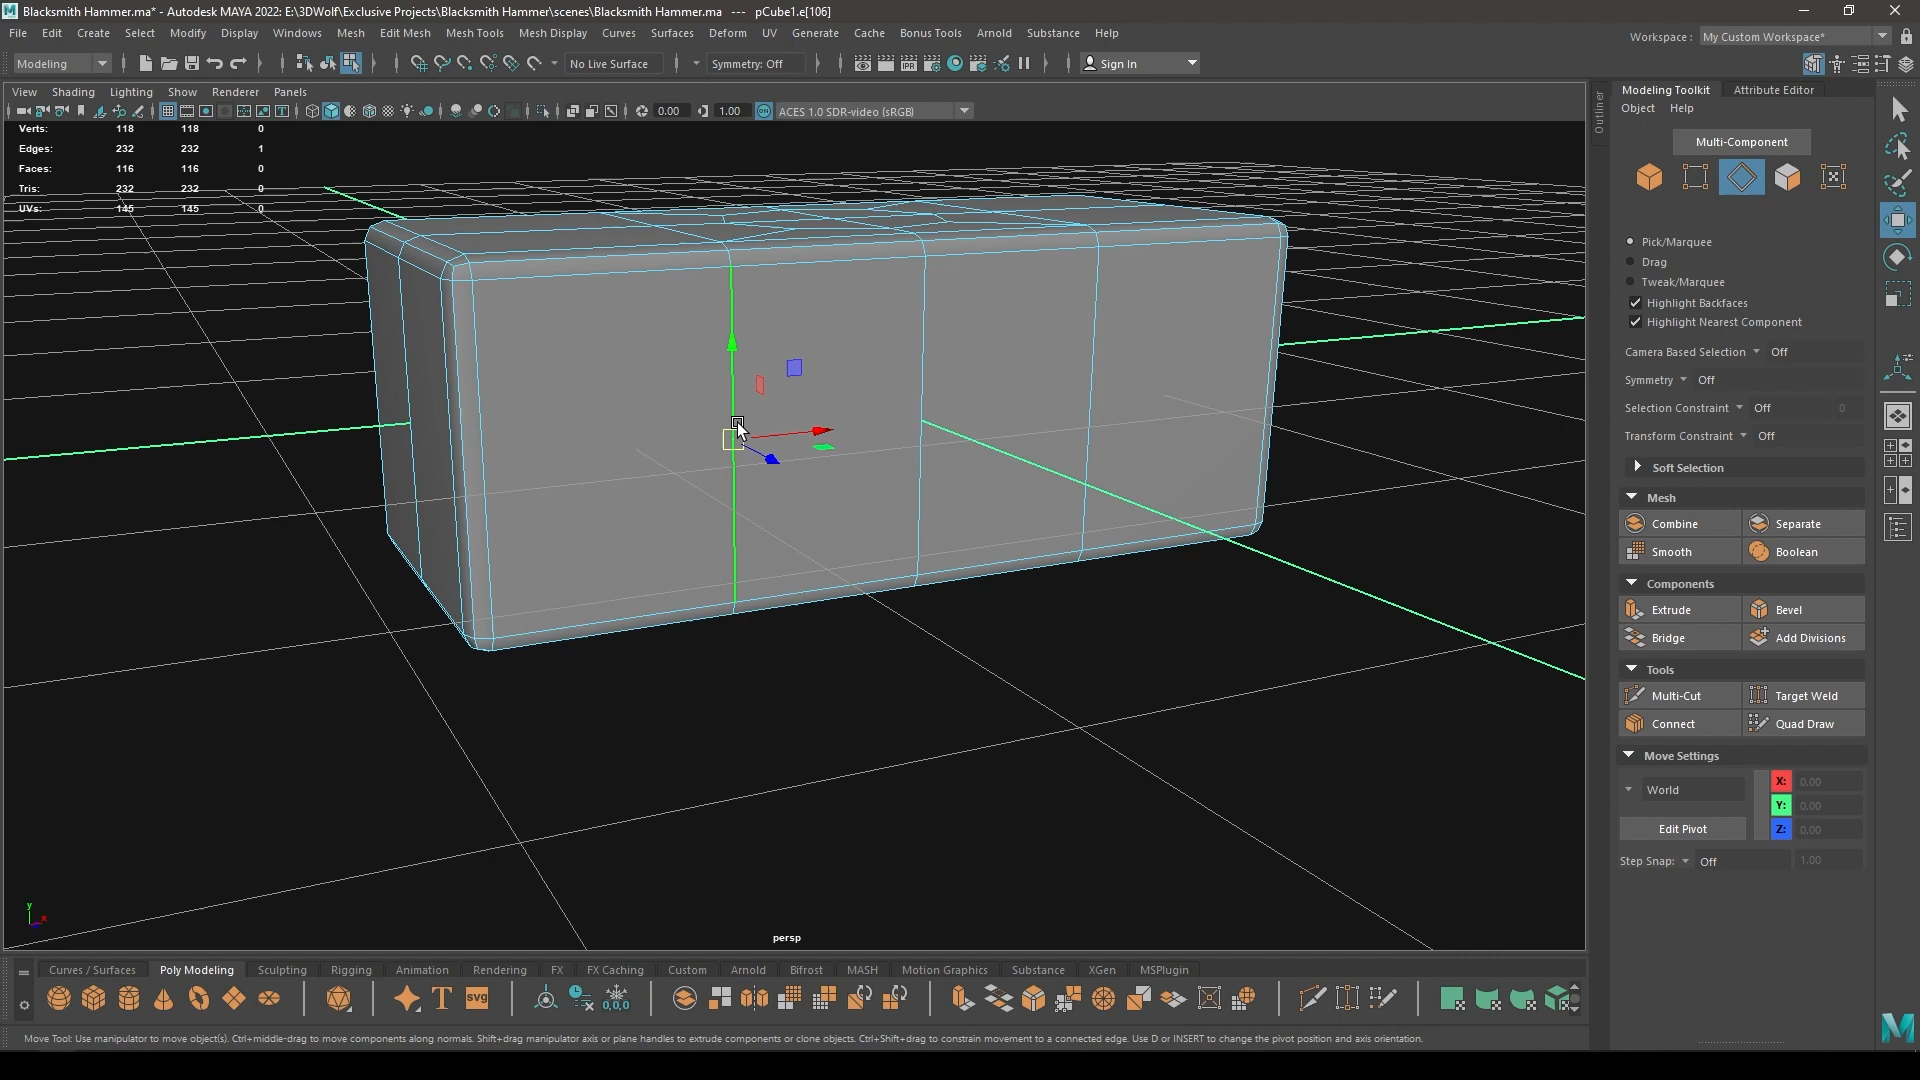 Blacksmith Hammer.ma* - Autodesk MAYA 2022: E:\3DWolf\Exclusive Projects\Blacksmith Hammer\scenes\Blacksmith Hammer.ma --- pCube1.e[106]
File Edit Create Select Modify Display Windows Mesh Edit Mesh Mesh Tools Mesh Display Curves Surfaces Deform UV Generate Cache Bonus Tools Arnold Substance Help
Workspace : My Custom Workspace*
Modeling No Live Surface Symmetry: Off Sign In
View Shading Lighting Show Renderer Panels
0.00 1.00 ACES 1.0 SDR-video (sRGB)
Verts: 118 118 0
Edges: 232 232 1
Faces: 116 116 0
Tris: 232 232 0
UVs: 145 145 0
y
x
persp
Outliner
Modeling Toolkit Attribute Editor
Object Help
Multi-Component
Pick/Marquee
Drag
Tweak/Marquee
Highlight Backfaces
Highlight Nearest Component
Camera Based Selection Off
Symmetry Off
Selection Constraint Off 0
Transform Constraint Off
Soft Selection
Mesh
Combine Separate
Smooth Boolean
Components
Extrude Bevel
Bridge Add Divisions
Tools
Multi-Cut Target Weld
Connect Quad Draw
Move Settings
World
X: 0.00
Y: 0.00
Edit Pivot
Z: 0.00
Step Snap: Off 1.00
Curves / Surfaces Poly Modeling Sculpting Rigging Animation Rendering FX FX Caching Custom Arnold Bifrost MASH Motion Graphics Substance XGen MSPlugin
T svg 0,0,0
Move Tool: Use manipulator to move object(s). Ctrl+middle-drag to move components along normals. Shift+drag manipulator axis or plane handles to extrude components or clone objects. Ctrl+Shift+drag to constrain movement to a connected edge. Use D or INSERT to change the pivot position and axis orientation.